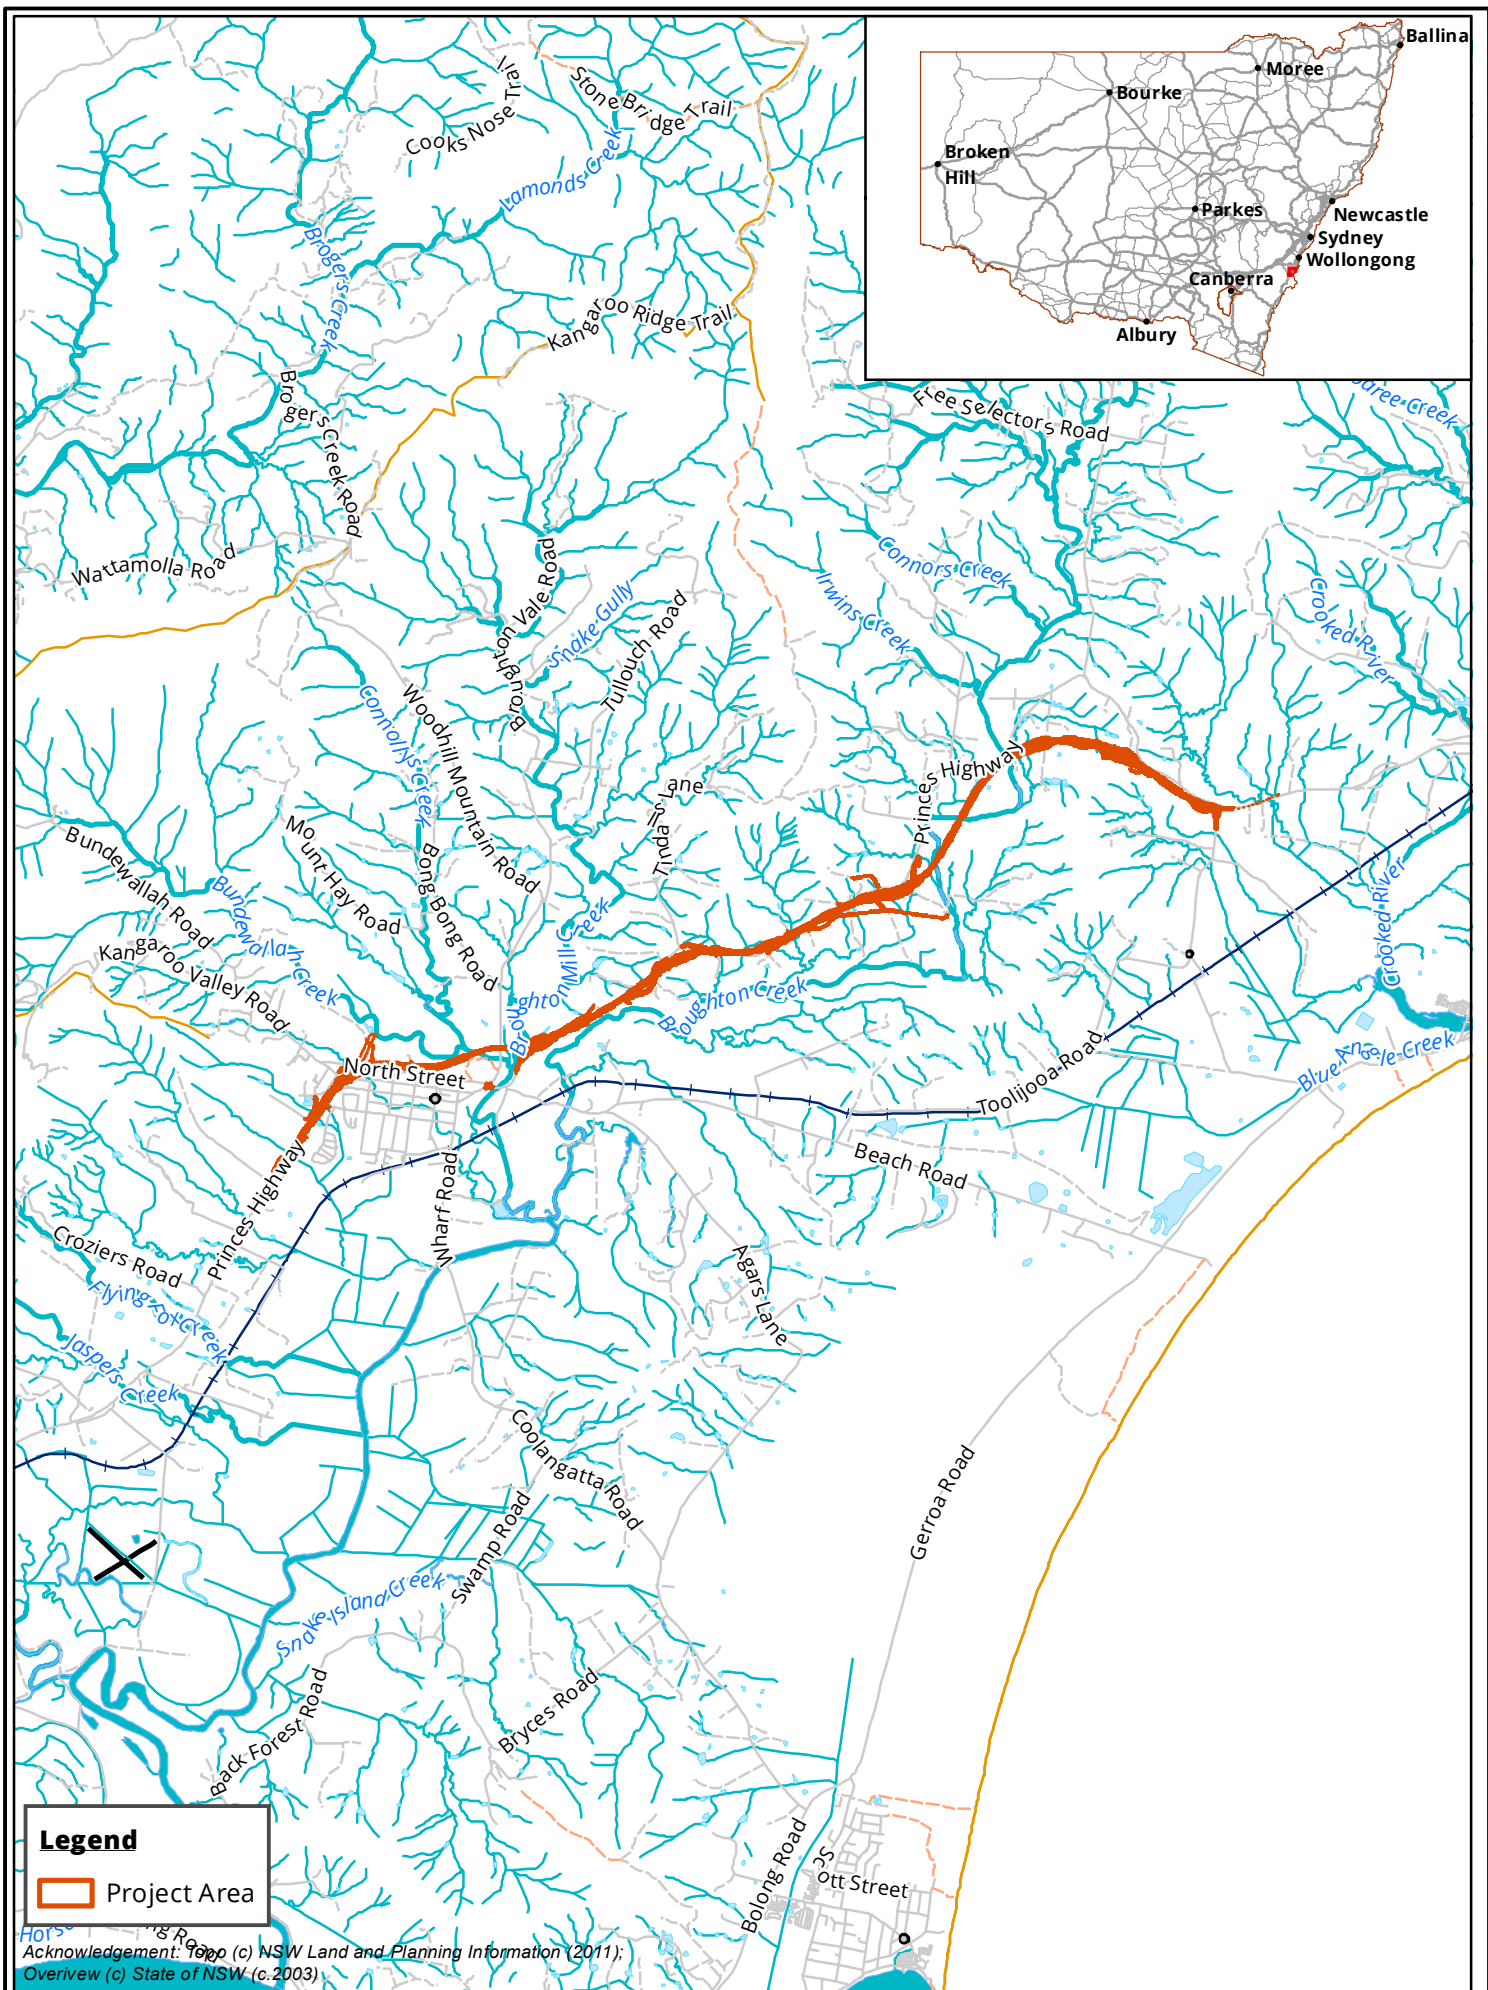 Ballina
Moree
Bourke
Broken
Hill
Parkes
Newcastle
Sydney
Wollongong
Canberra
Albury
Cooks Nose Trail
Stone Bridge Trail
Lamonds Creek
Brogers Creek
Kangaroo Ridge Trail
Brogers Creek Road
Free Selectors Road
Wattamolla Road
Connors Creek
Irwins Creek
Crooked River
Broughton Vale Road
Snake Gully
Tullouch Road
Connollys Creek
Woodhill Mountain Road
Princes Highway
Tindalls Lane
Bundewallah Road
Mount Hay Road
Bong Bong Road
Bundewallah Creek
Kangaroo Valley Road
Broughton Mill Creek
Broughton Creek
Crooked River
Blue Angle Creek
North Street
Toolijooa Road
Beach Road
Princes Highway
Wharf Road
Croziers Road
Flying Fox Creek
Jaspers Creek
Agars Lane
Coolangatta Road
Swamp Road
Gerroa Road
Snake Island Creek
Back Forest Road
Bryces Road
Bolong Road
Scott Street
Legend
Project Area
Road
Acknowledgement: Topo (c) NSW Land and Planning Information (2011);
Overivew (c) State of NSW (c.2003)